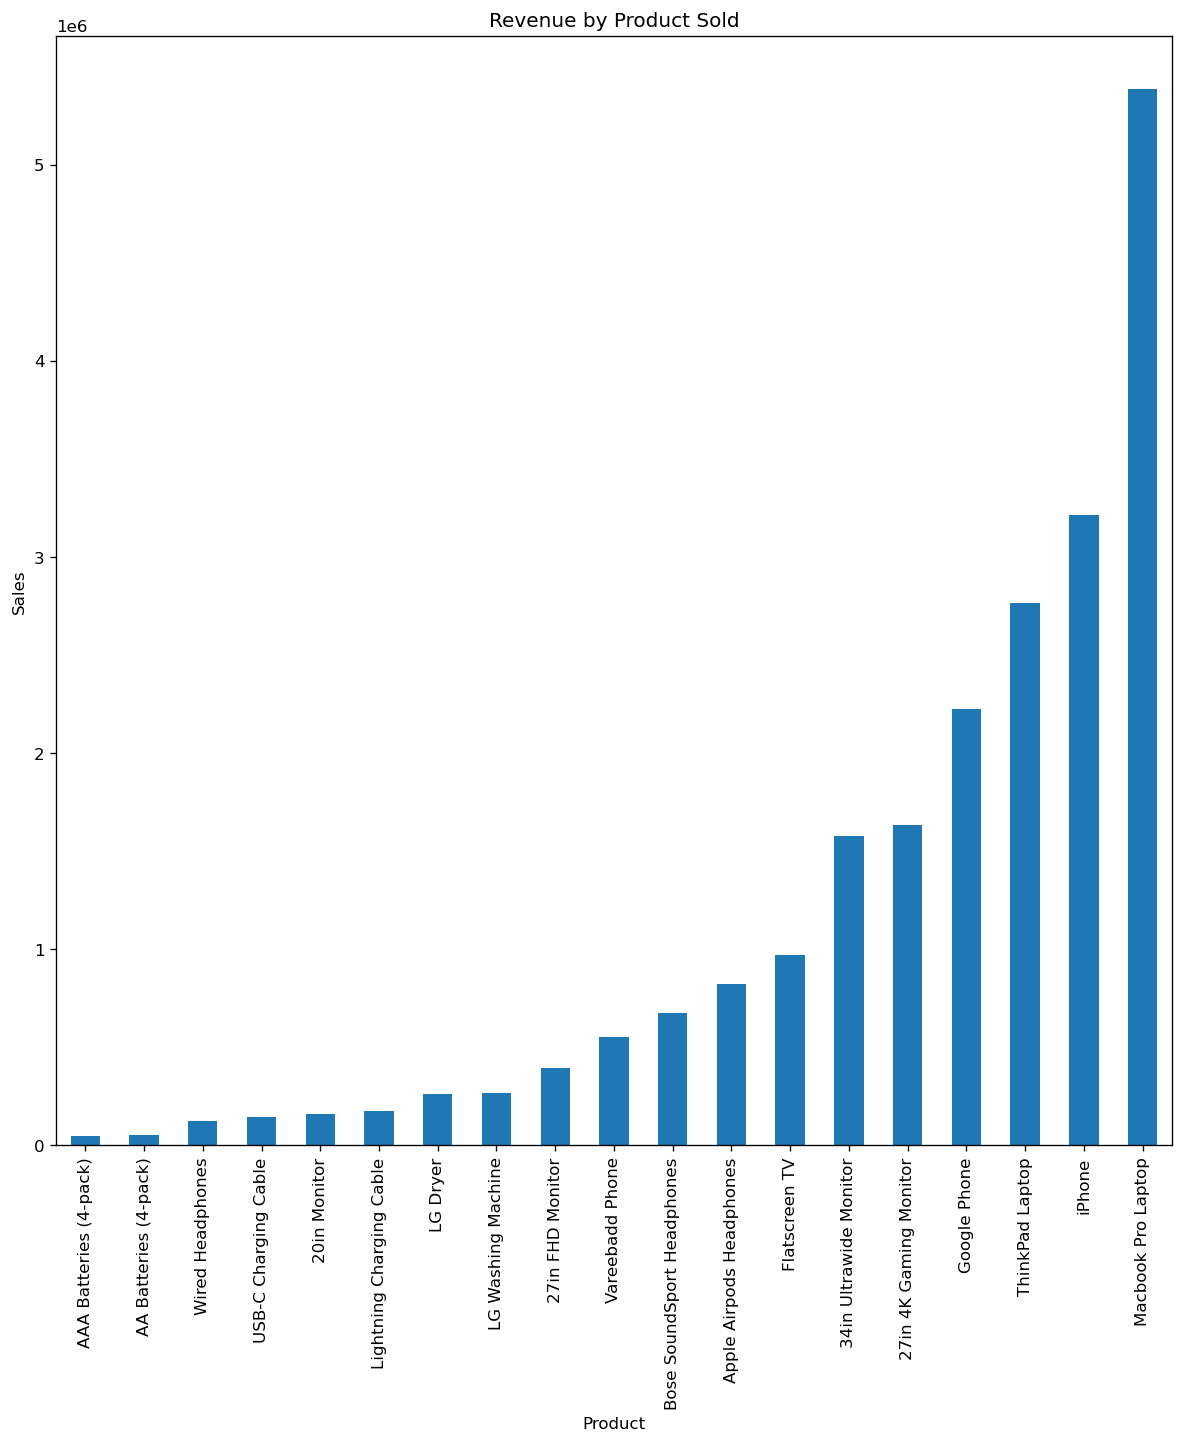 Revenue by Product Sold
1e6
5
4
3
2
1
0
Sales
AAA Batteries (4-pack)
AA Batteries (4-pack)
Wired Headphones
USB-C Charging Cable
20in Monitor
Lightning Charging Cable
LG Dryer
LG Washing Machine
27in FHD Monitor
Vareebadd Phone
Bose SoundSport Headphones
Apple Airpods Headphones
Flatscreen TV
34in Ultrawide Monitor
27in 4K Gaming Monitor
Google Phone
ThinkPad Laptop
iPhone
Macbook Pro Laptop
Product